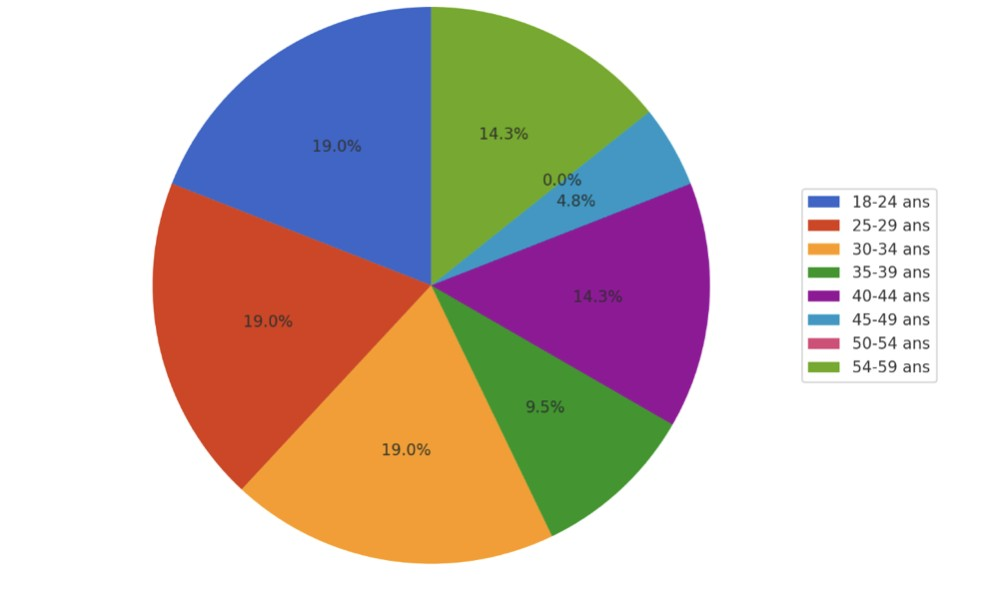 14.3%
19.0%
0.0%
4.8%
14.3%
19.0%
9.5%
19.0%
18-24 ans
25-29 ans
30-34 ans
35-39 ans
40-44 ans
45-49 ans
50-54 ans
54-59 ans